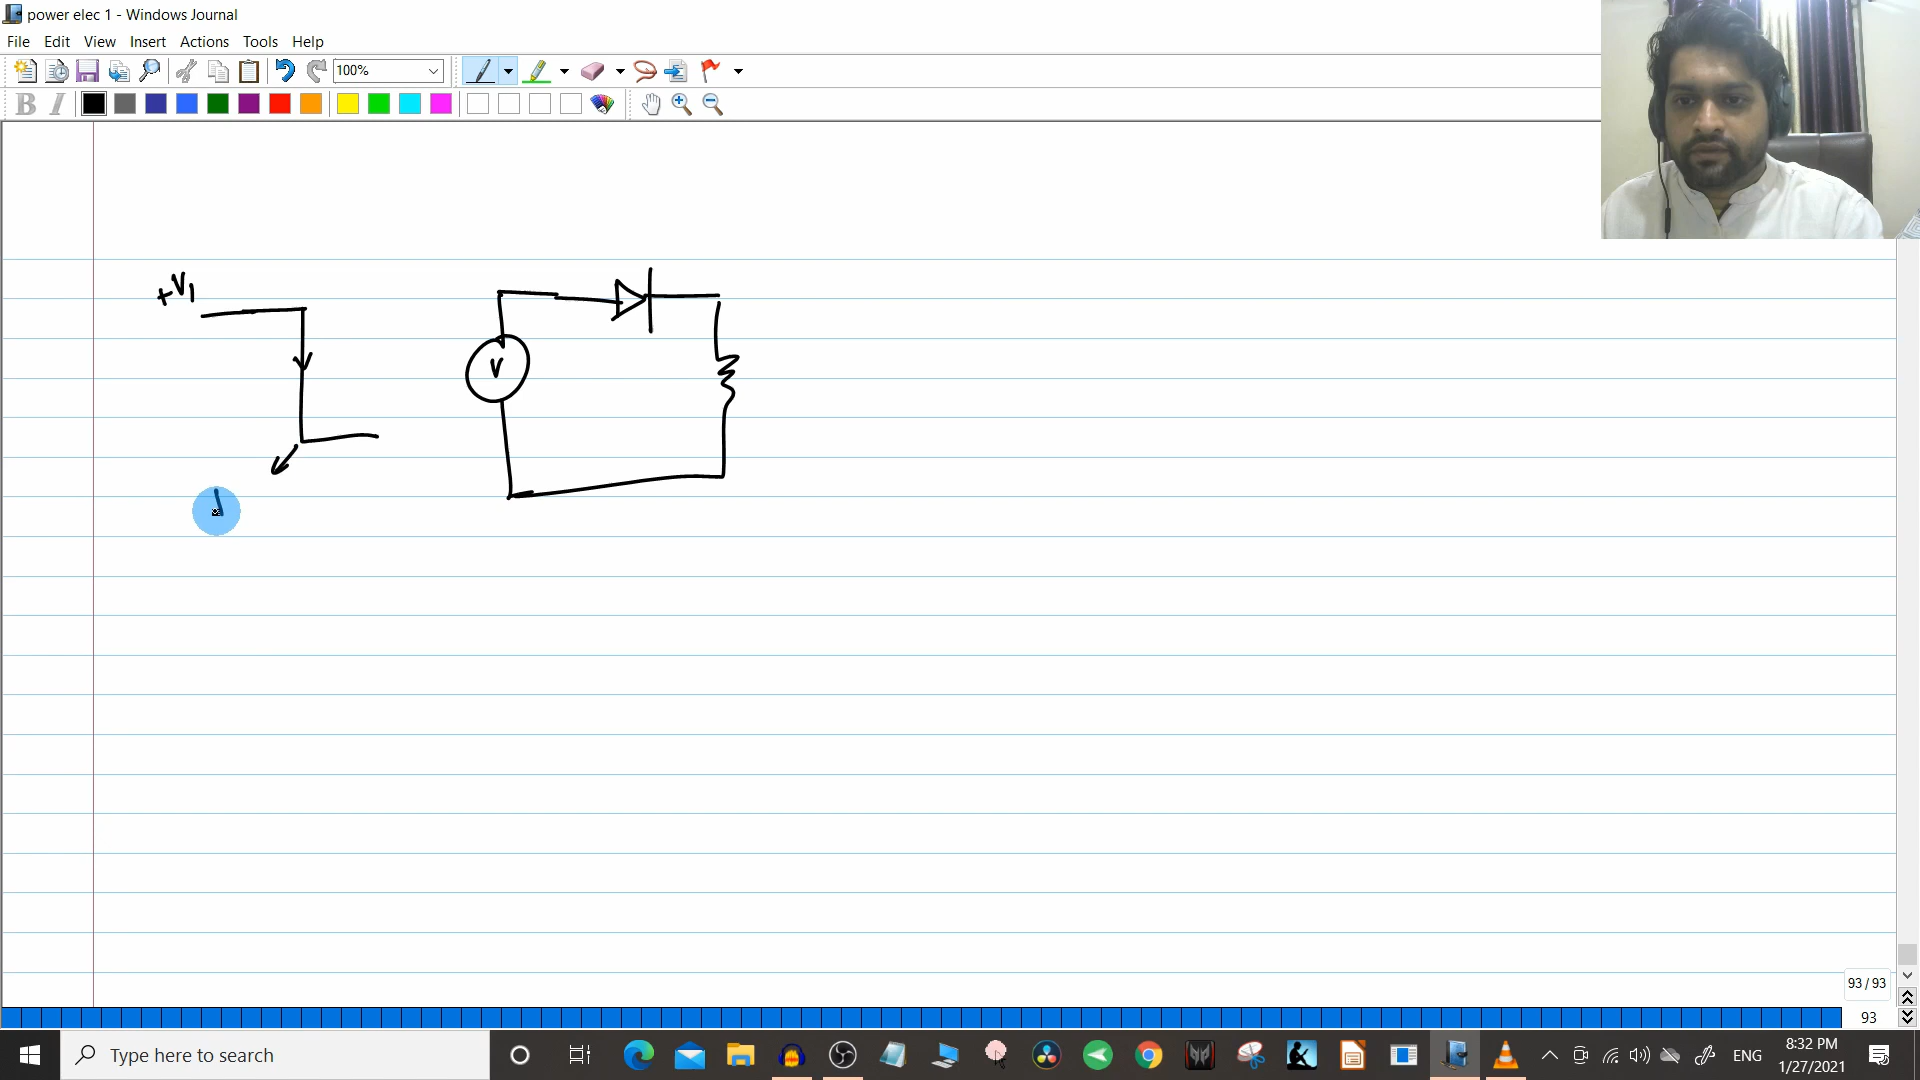 power elec 1 - Windows Journal
File Edit View Insert Actions Tools Help
100%
B I
+V1
V
93 / 93
93
Type here to search
ENG
8:32 PM
1/27/2021